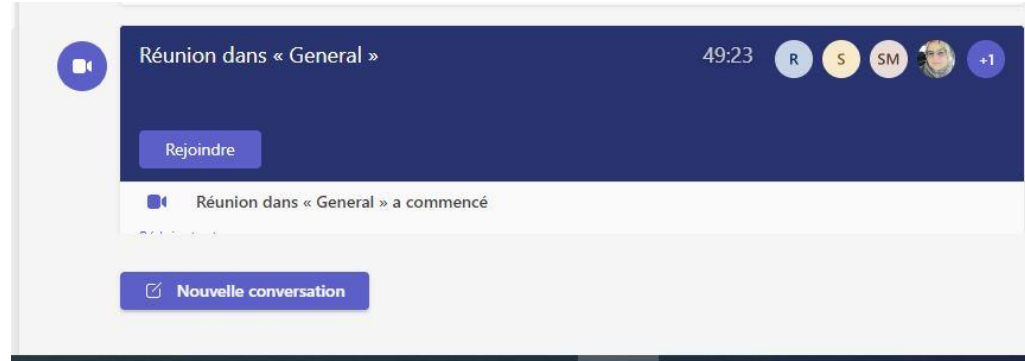 Réunion dans « General »
49:23
R
S
SM
+1
Rejoindre
Réunion dans « General » a commencé
Nouvelle conversation